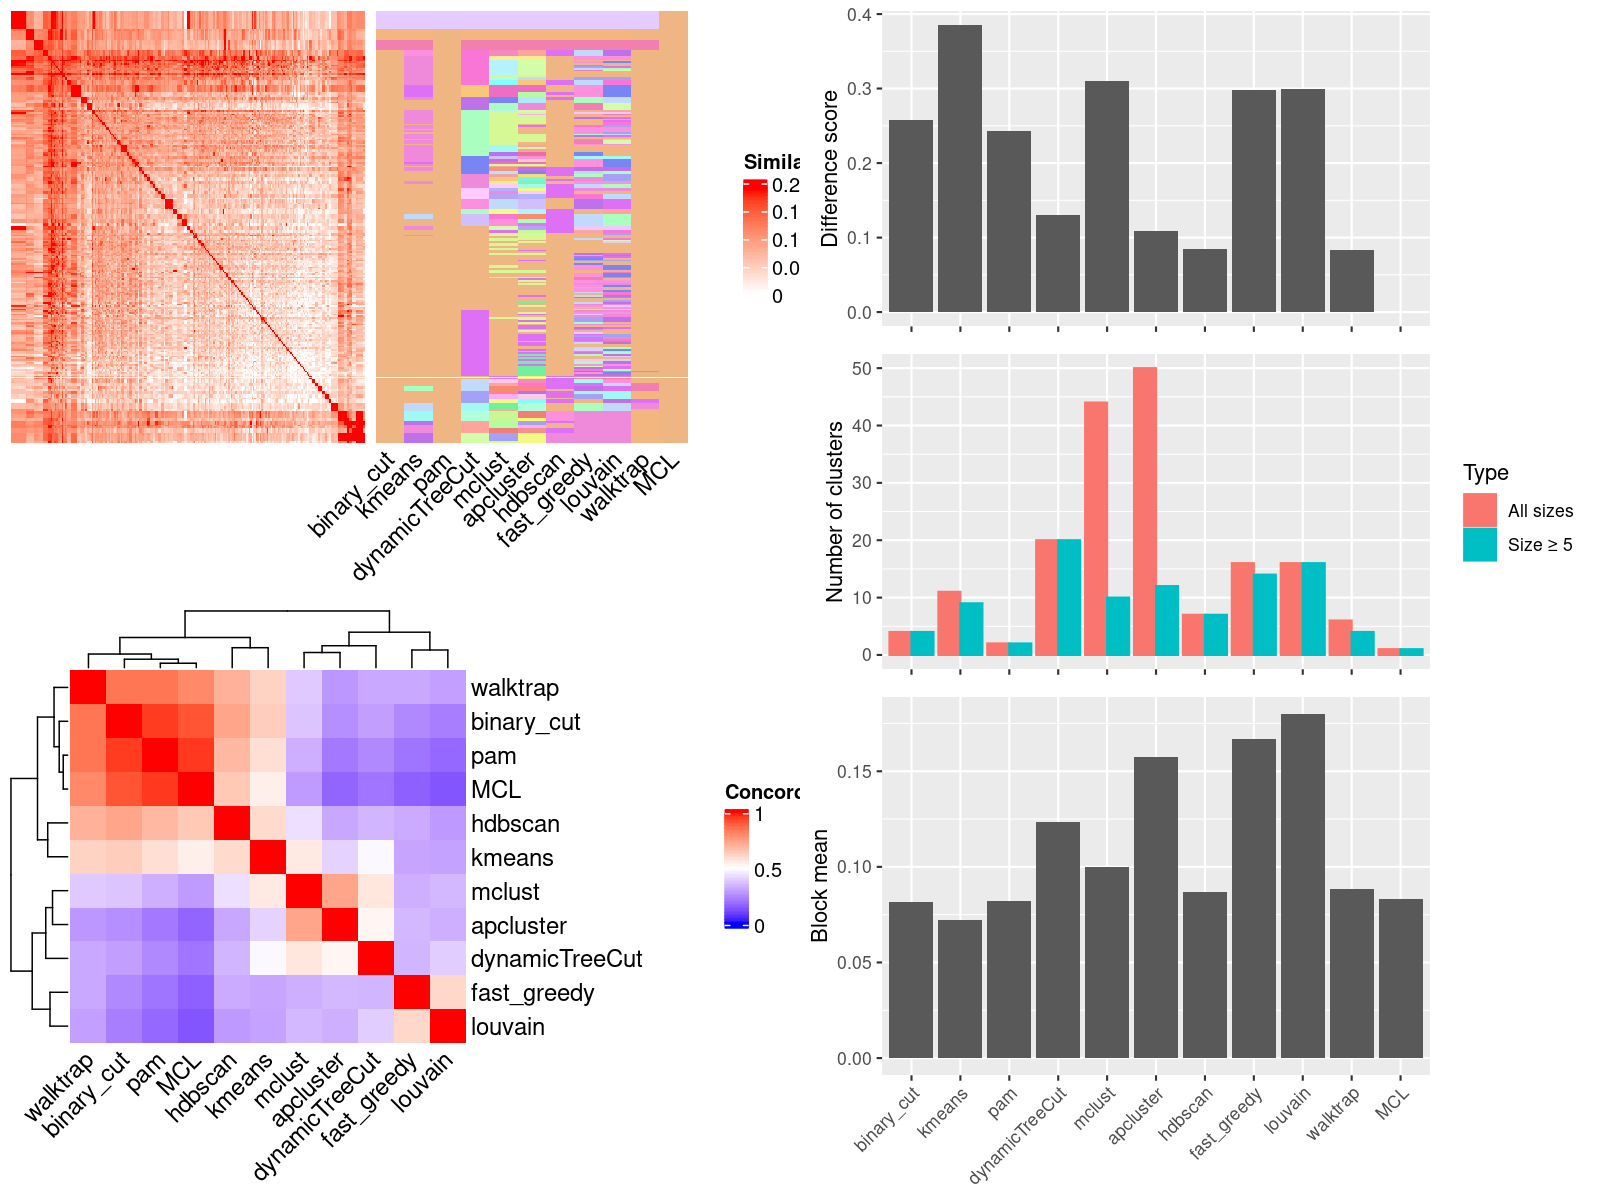 Simila
0.2
0.1
0.1
0.0
0
binary_cut
kmeans
pam
dynamicTreeCut
mclust
apcluster
hdbscan
fast_greedy
louvain
walktrap
MCL
walktrap
binary_cut
pam
MCL
hdbscan
kmeans
mclust
apcluster
dynamicTreeCut
fast_greedy
louvain
walktrap
binary_cut
pam
MCL
hdbscan
kmeans
mclust
apcluster
dynamicTreeCut
fast_greedy
louvain
Concord
1
0.5
0
Difference score
0.4
0.3
0.2
0.1
0.0
Number of clusters
50
40
30
20
10
0
Type
All sizes
Size ≥ 5
Block mean
0.15
0.10
0.05
0.00
binary_cut
kmeans
pam
dynamicTreeCut
mclust
apcluster
hdbscan
fast_greedy
louvain
walktrap
MCL